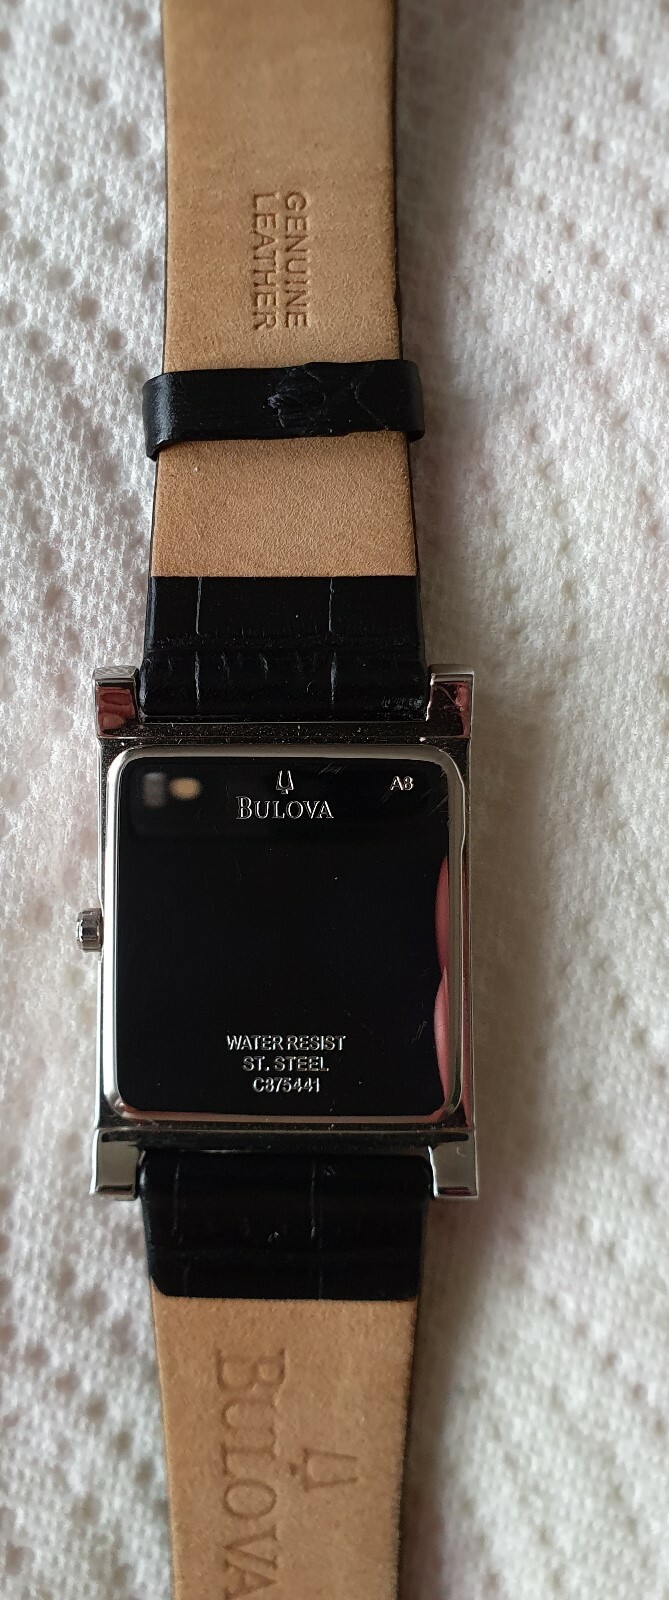 GENUINE
LEATHER
BULOVA
A8
WATER RESIST
ST. STEEL
C875441
BULOVA